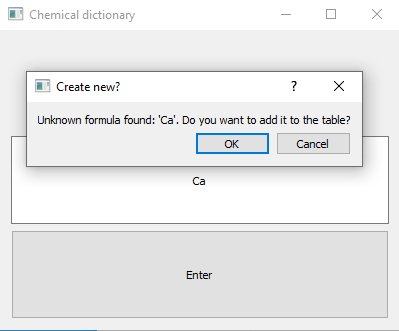 Chemical dictionary
Create new?
?
Unknown formula found: 'Ca'. Do you want to add it to the table?
OK
Cancel
Ca
Enter